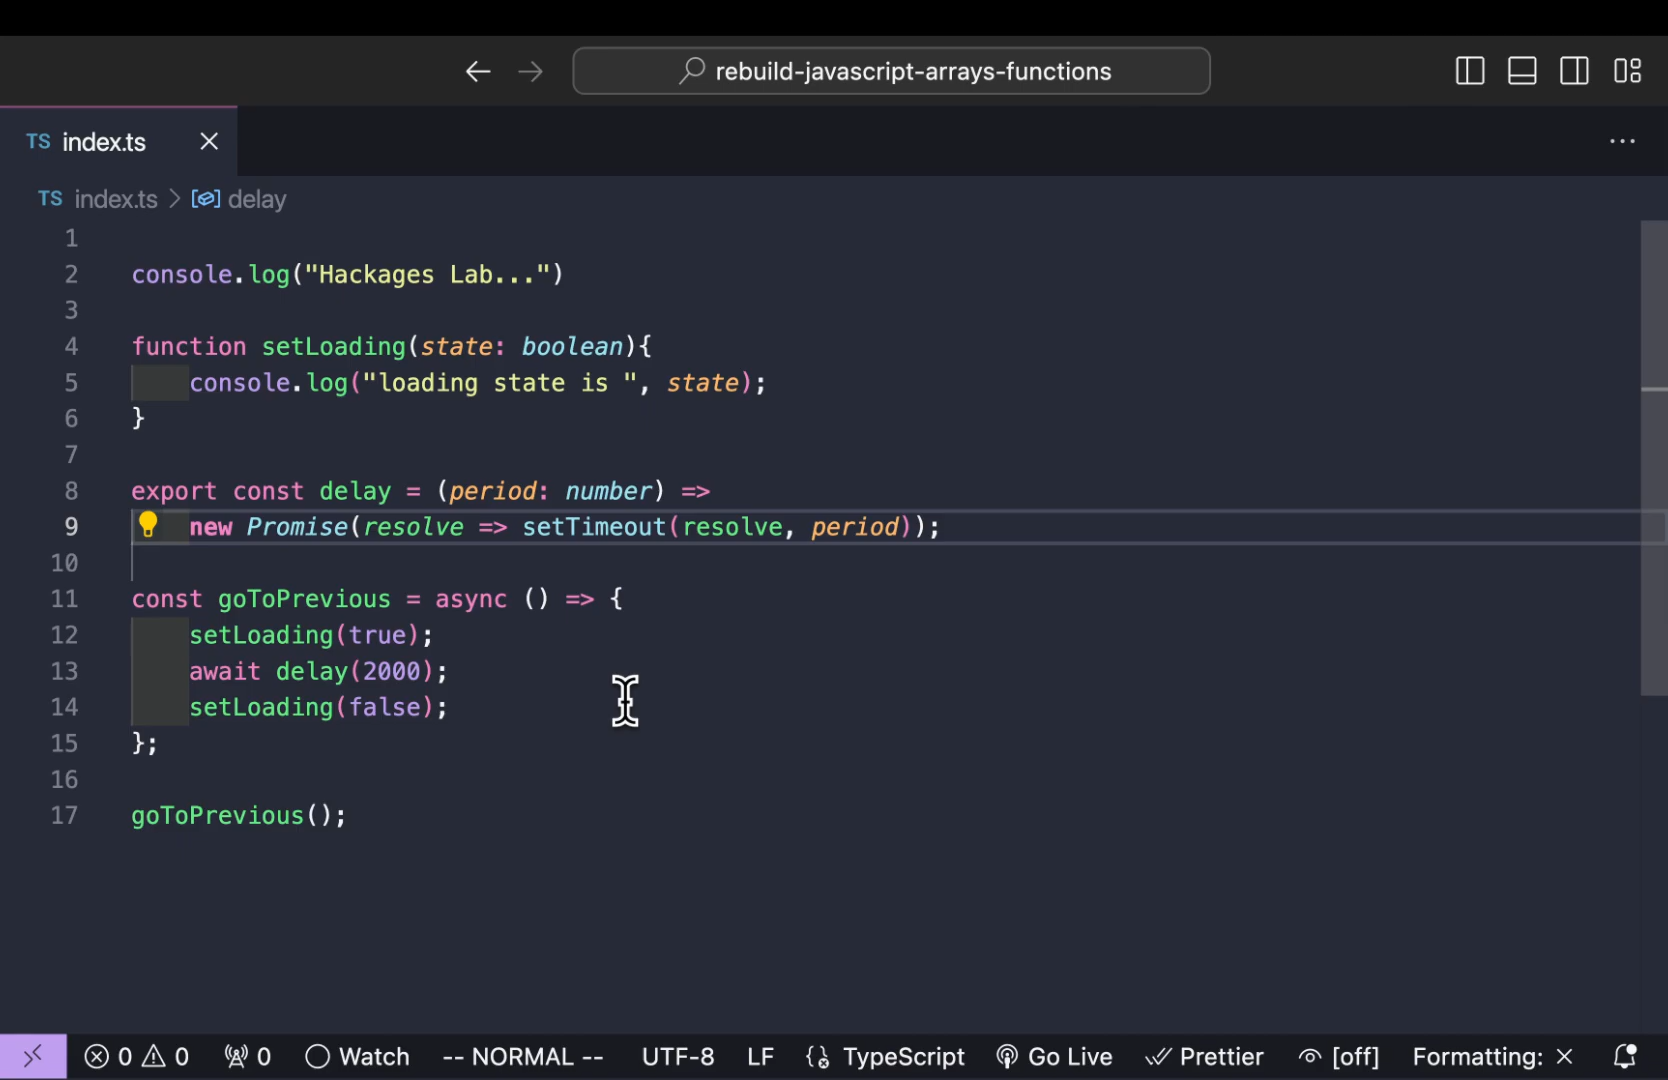 rebuild-javascript-arrays-functions
TS index.ts
TS index.ts > delay
1
2 console.log("Hackages Lab...")
3
4 function setLoading(state: boolean){
5     console.log("loading state is ", state);
6 }
7
8 export const delay = (period: number) =>
9     new Promise(resolve => setTimeout(resolve, period));
10
11 const goToPrevious = async () => {
12     setLoading(true);
13     await delay(2000);
14     setLoading(false);
15 };
16
17 goToPrevious();
0 0 0 Watch -- NORMAL -- UTF-8 LF {} TypeScript Go Live Prettier [off] Formatting: ×